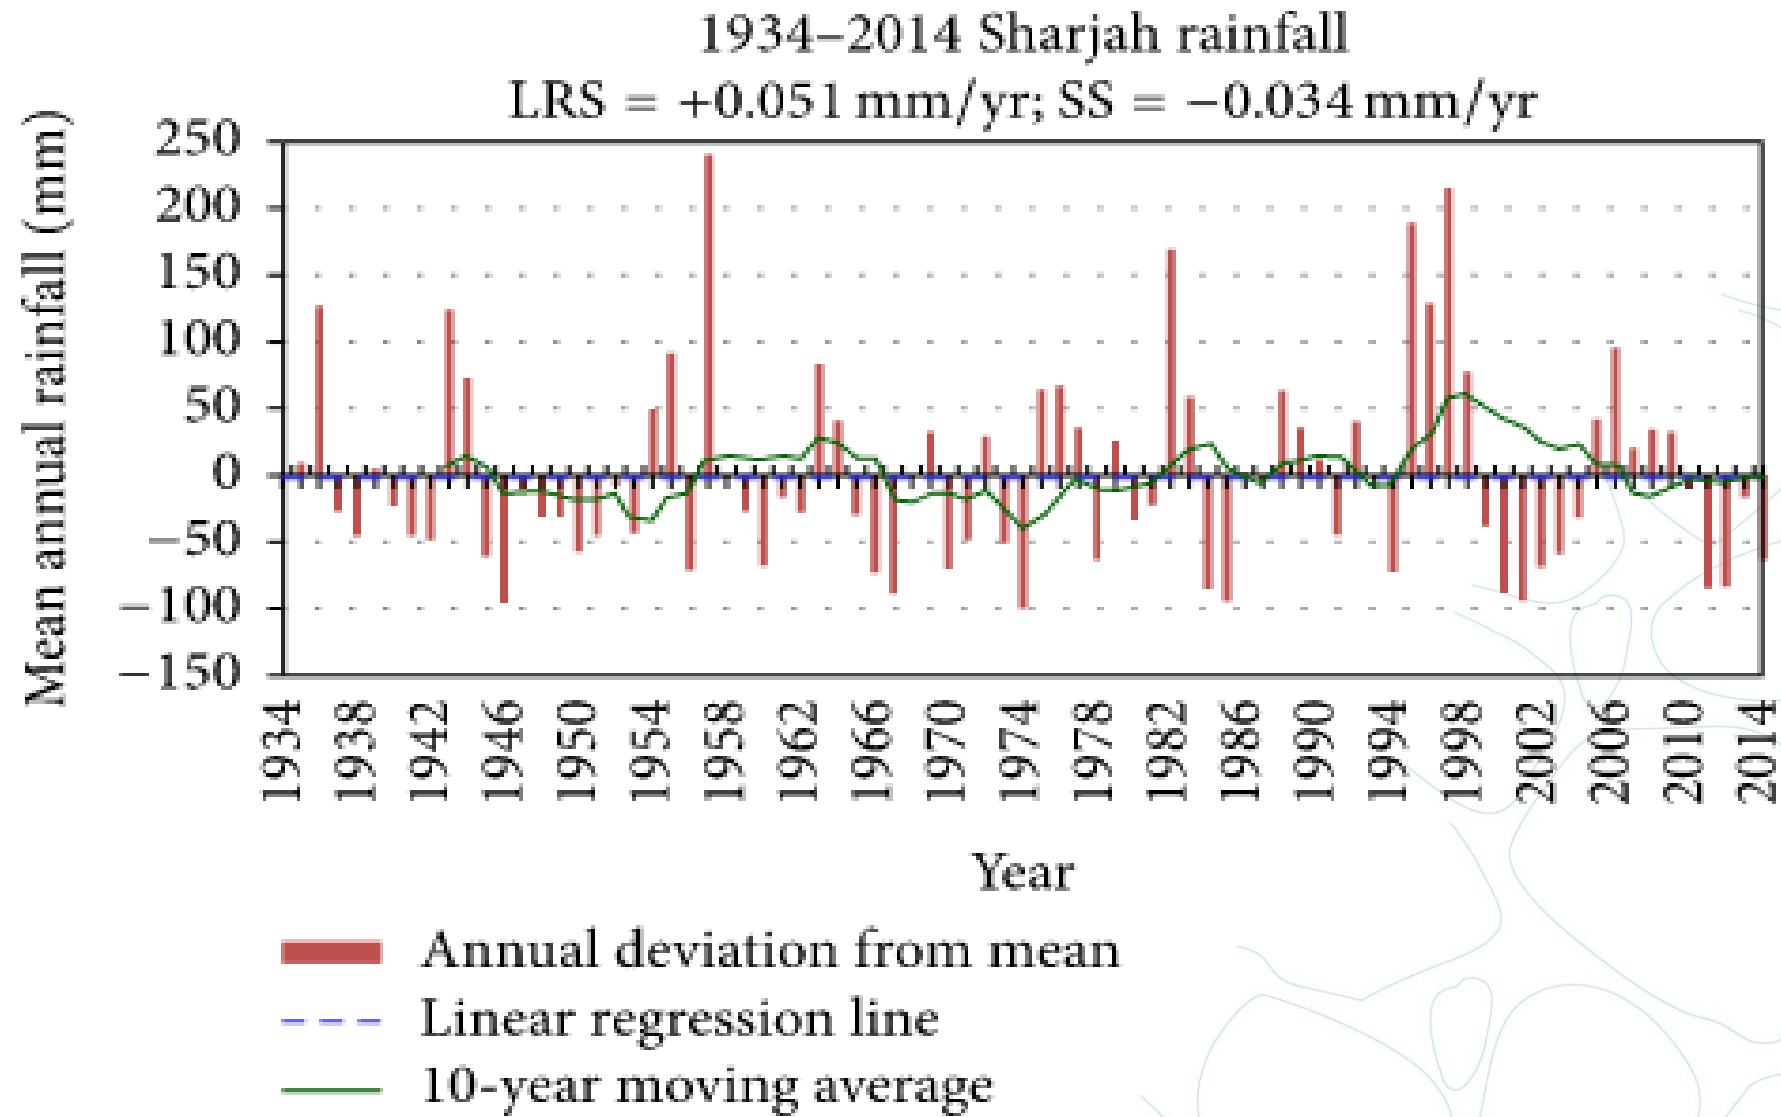 1934–2014 Sharjah rainfall
LRS = +0.051 mm/yr; SS = −0.034 mm/yr
Mean annual rainfall (mm)
250
200
150
100
50
0
−50
−100
−150
1934 1938 1942 1946 1950 1954 1958 1962 1966 1970 1974 1978 1982 1986 1990 1994 1998 2002 2006 2010 2014
Year
Annual deviation from mean
Linear regression line
10-year moving average